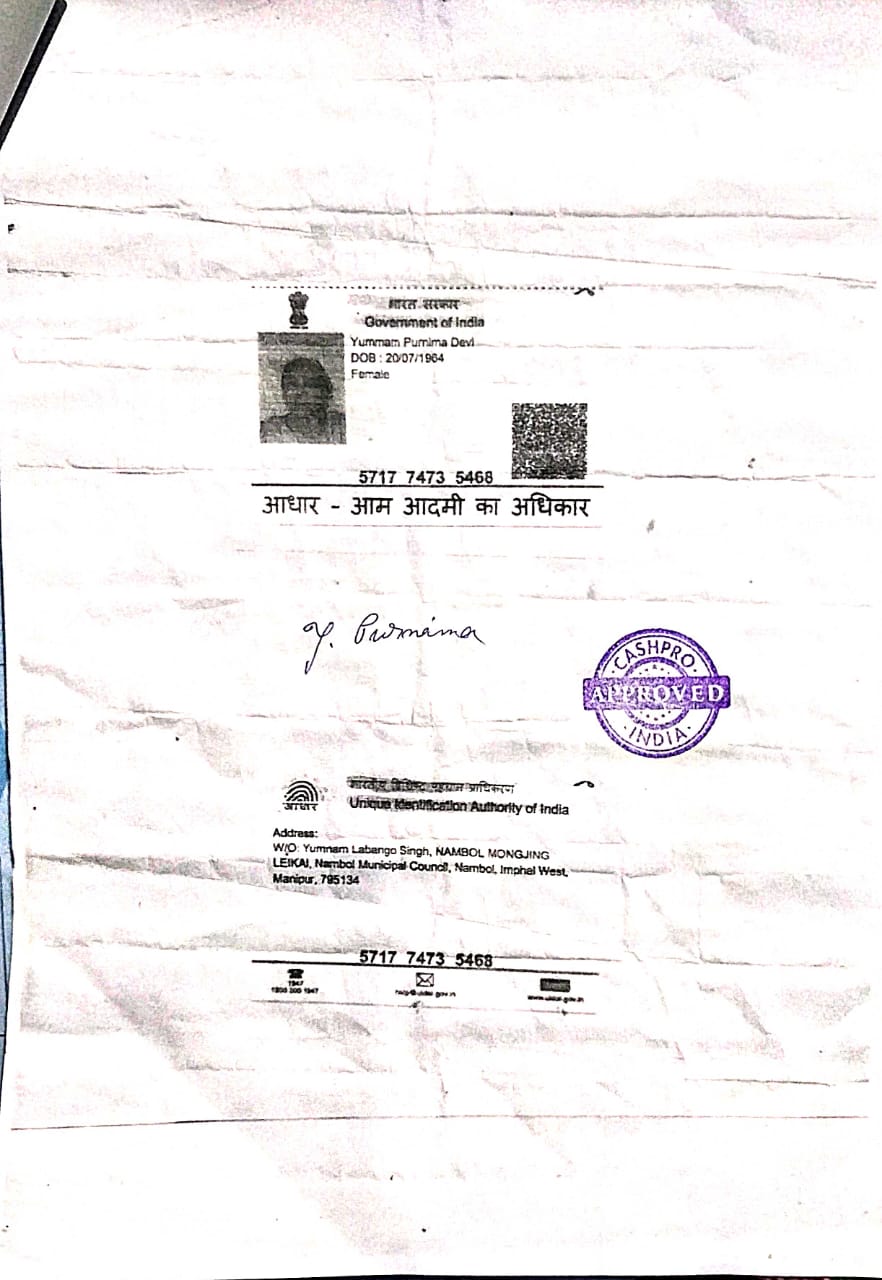 भारत सरकार
Government of India
Yumnam Purnima Devi
DOB : 20/07/1964
Female
5717 7473 5468
आधार - आम आदमी का अधिकार
Y. Purnima
CASHPRO
APPROVED
INDIA
भारतीय विशिष्ट पहचान प्राधिकरण
आधार
Unique Identification Authority of India
Address:
W/O: Yumnam Labango Singh, NAMBOL MONGJING
LEIKAI, Nambol Municipal Council, Nambol, Imphal West,
Manipur, 795134
5717 7473 5468
1947
1800 300 1947
help@uidai.gov.in
www.uidai.gov.in